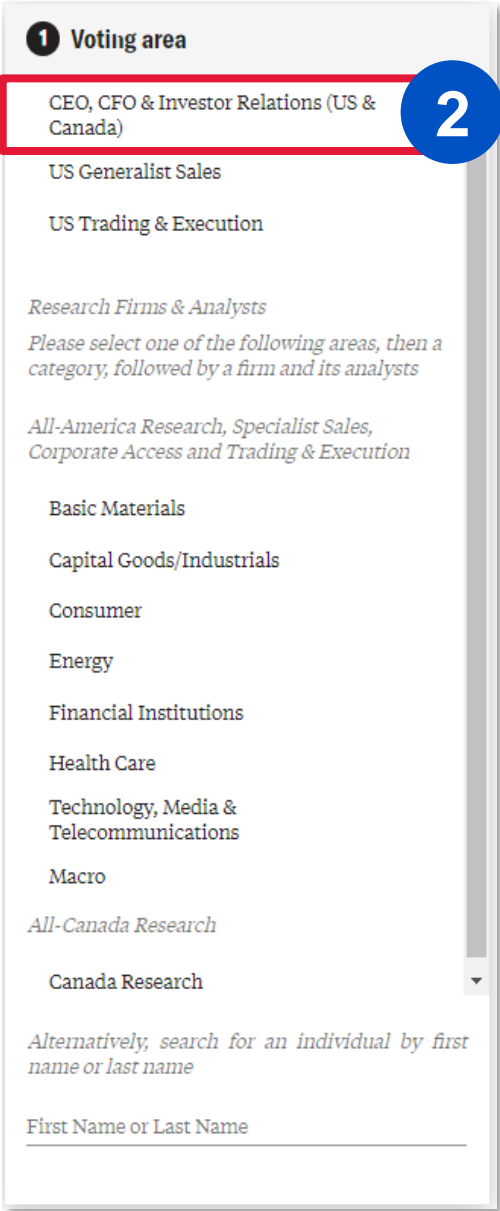 1 Voting area
CEO, CFO & Investor Relations (US &
Canada)
2
US Generalist Sales
US Trading & Execution
Research Firms & Analysts
Please select one of the following areas, then a
category, followed by a firm and its analysts
All-America Research, Specialist Sales,
Corporate Access and Trading & Execution
Basic Materials
Capital Goods/Industrials
Consumer
Energy
Financial Institutions
Health Care
Technology, Media &
Telecommunications
Macro
All-Canada Research
Canada Research
Alternatively, search for an individual by first
name or last name
First Name or Last Name